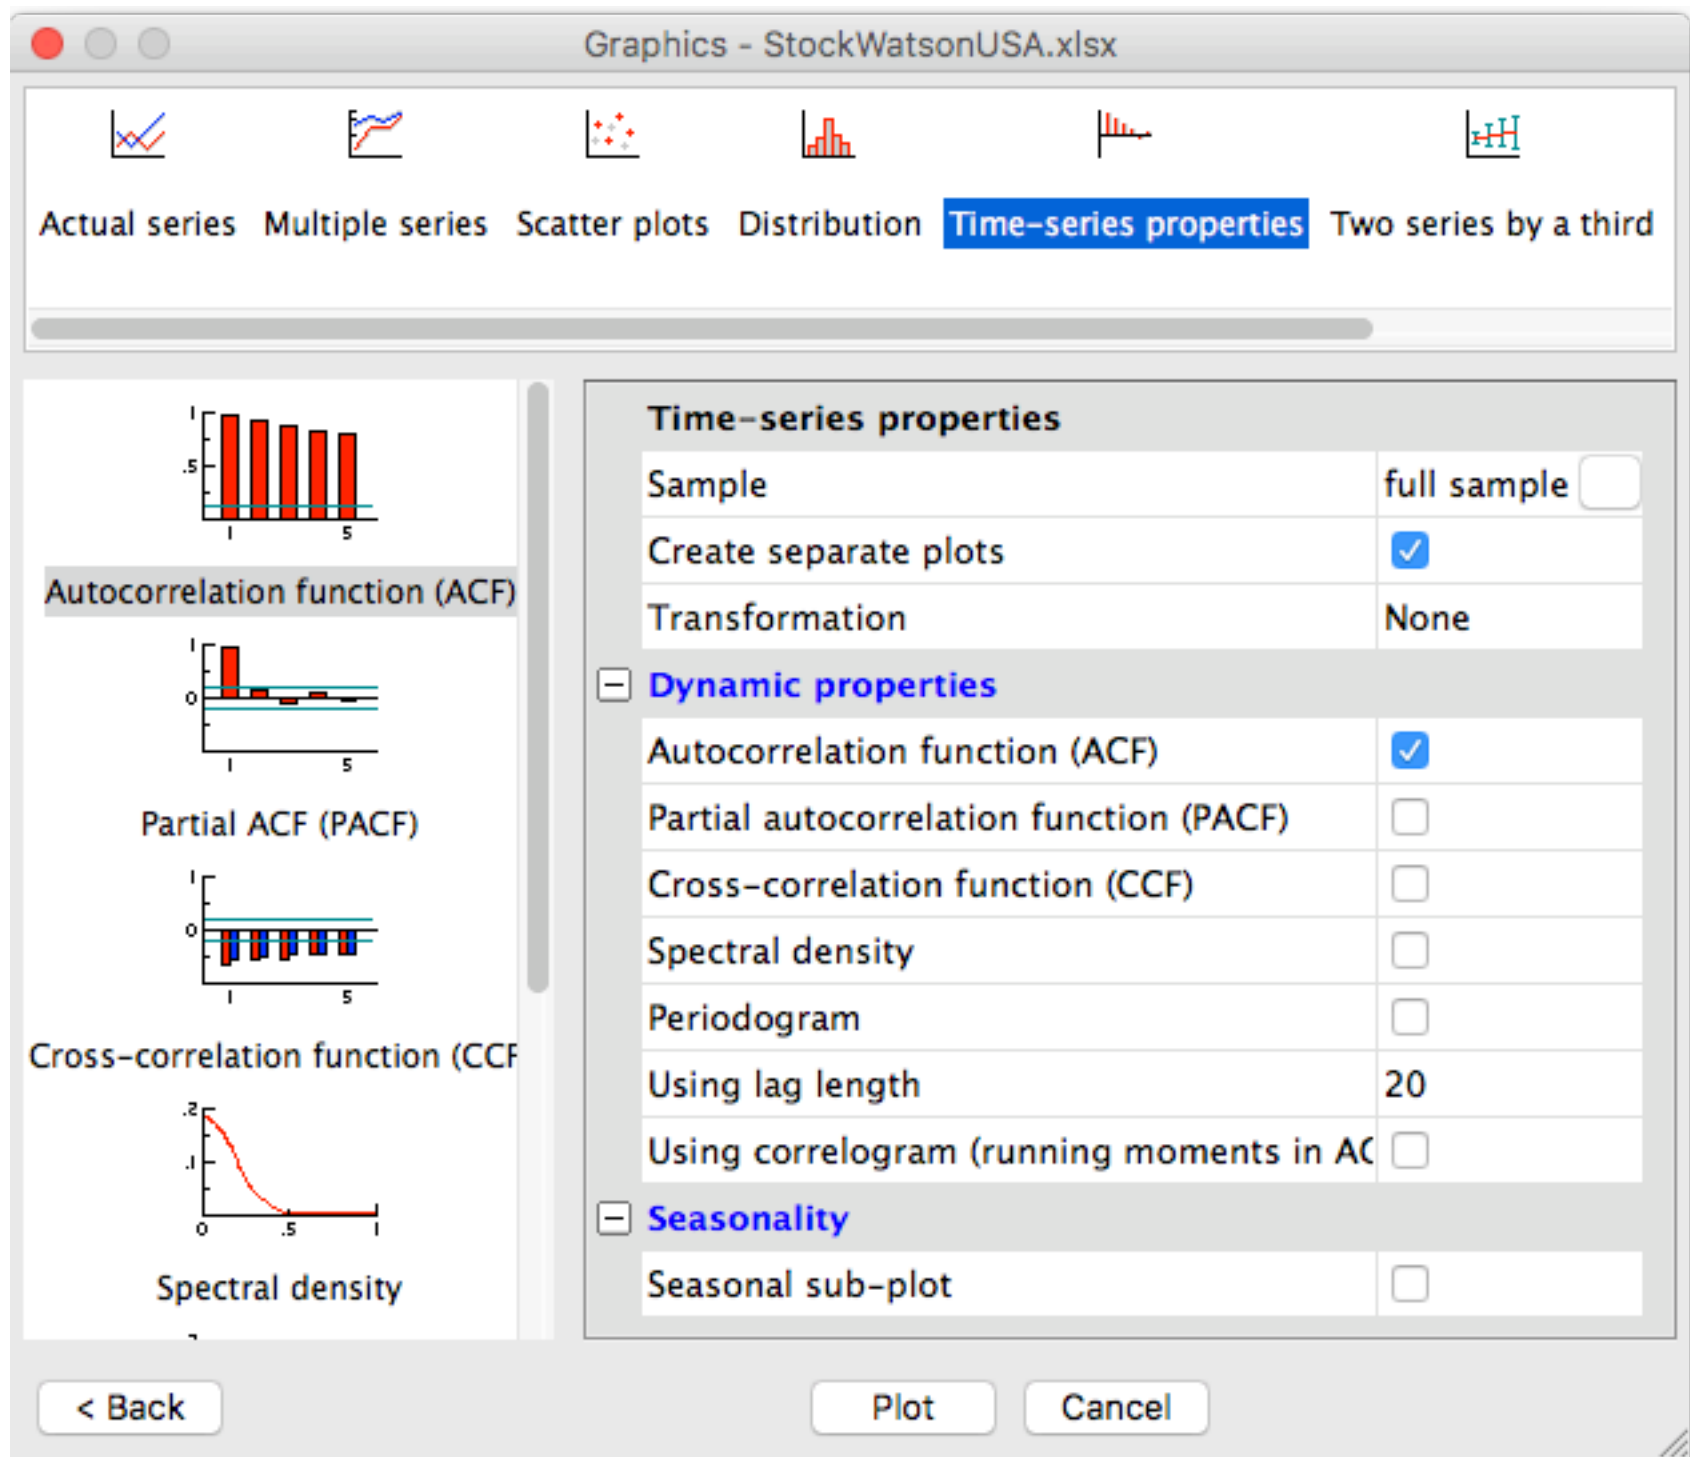 Graphics - StockWatsonUSA.xlsx
Actual series Multiple series Scatter plots Distribution Time-series properties Two series by a third
1
.5
1 5
Autocorrelation function (ACF)
1
0
1 5
Partial ACF (PACF)
1
0
1 5
Cross-correlation function (CCF
.2
.1
0 .5 1
Spectral density
Time-series properties
Sample full sample
Create separate plots
Transformation None
Dynamic properties
Autocorrelation function (ACF)
Partial autocorrelation function (PACF)
Cross-correlation function (CCF)
Spectral density
Periodogram
Using lag length 20
Using correlogram (running moments in AC
Seasonality
Seasonal sub-plot
< Back Plot Cancel